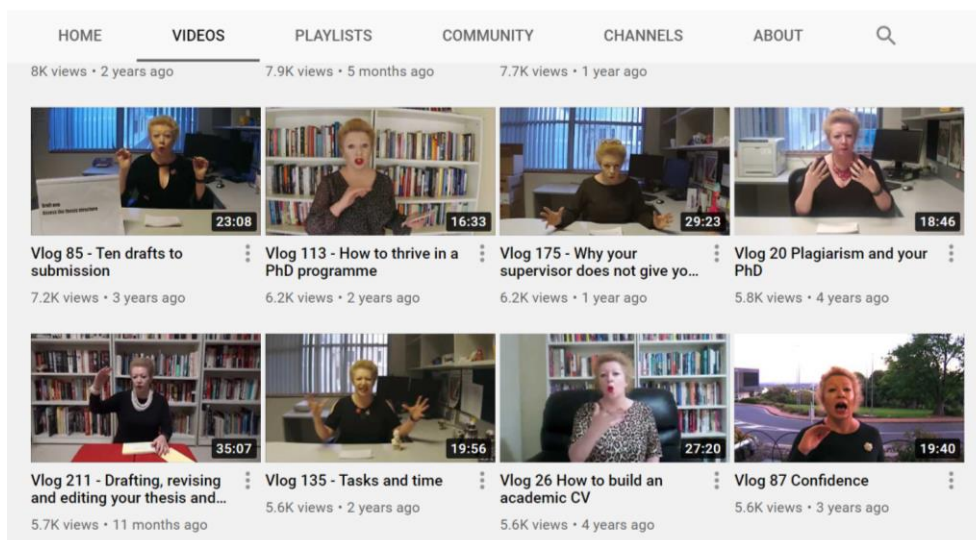 HOME VIDEOS PLAYLISTS COMMUNITY CHANNELS ABOUT
8K views • 2 years ago 7.9K views • 5 months ago 7.7K views • 1 year ago
23:08 16:33 29:23 18:46
Vlog 85 - Ten drafts to
submission
7.2K views • 3 years ago
Vlog 113 - How to thrive in a
PhD programme
6.2K views • 2 years ago
Vlog 175 - Why your
supervisor does not give yo...
6.2K views • 1 year ago
Vlog 20 Plagiarism and your
PhD
5.8K views • 4 years ago
35:07 19:56 27:20 19:40
Vlog 211 - Drafting, revising
and editing your thesis and...
5.7K views • 11 months ago
Vlog 135 - Tasks and time
5.6K views • 2 years ago
Vlog 26 How to build an
academic CV
5.6K views • 4 years ago
Vlog 87 Confidence
5.6K views • 3 years ago